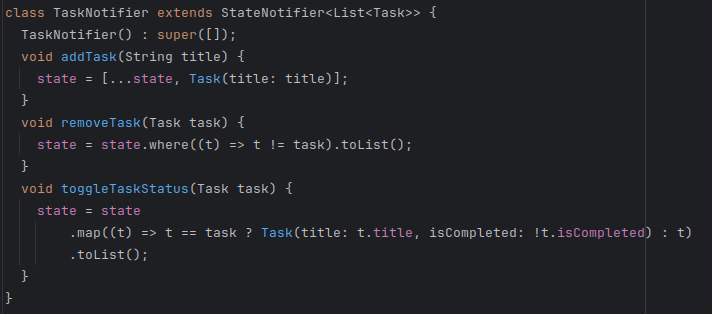 class TaskNotifier extends StateNotifier<List<Task>> {
  TaskNotifier() : super([]);
  void addTask(String title) {
    state = [...state, Task(title: title)];
  }
  void removeTask(Task task) {
    state = state.where((t) => t != task).toList();
  }
  void toggleTaskStatus(Task task) {
    state = state
        .map((t) => t == task ? Task(title: t.title, isCompleted: !t.isCompleted) : t)
        .toList();
  }
}